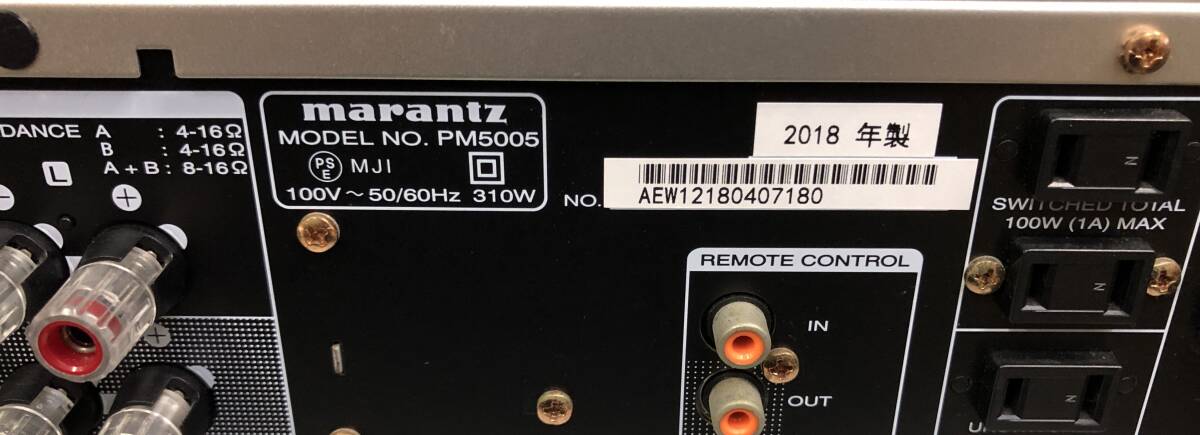 DANCE A : 4-16Ω
B : 4-16Ω
A + B : 8-16Ω
L
marantz
MODEL NO. PM5005
PS E MJI
100V ~ 50/60Hz 310W
2018 年製
NO. AEW12180407180
REMOTE CONTROL
IN
OUT
SWITCHED TOTAL
100W (1A) MAX
N
N
N